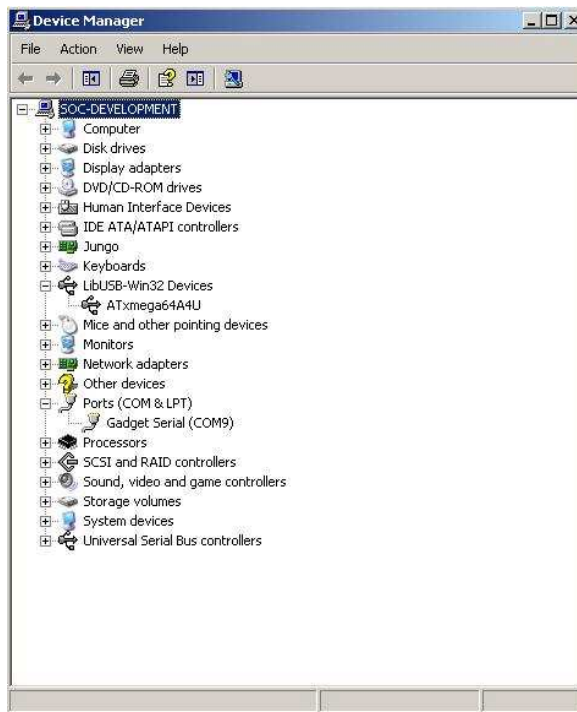 Device Manager
File Action View Help
SOC-DEVELOPMENT
Computer
Disk drives
Display adapters
DVD/CD-ROM drives
Human Interface Devices
IDE ATA/ATAPI controllers
Jungo
Keyboards
LibUSB-Win32 Devices
ATxmega64A4U
Mice and other pointing devices
Monitors
Network adapters
Other devices
Ports (COM & LPT)
Gadget Serial (COM9)
Processors
SCSI and RAID controllers
Sound, video and game controllers
Storage volumes
System devices
Universal Serial Bus controllers